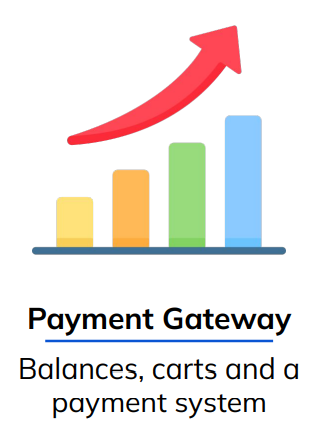 Payment Gateway
Balances, carts and a
payment system